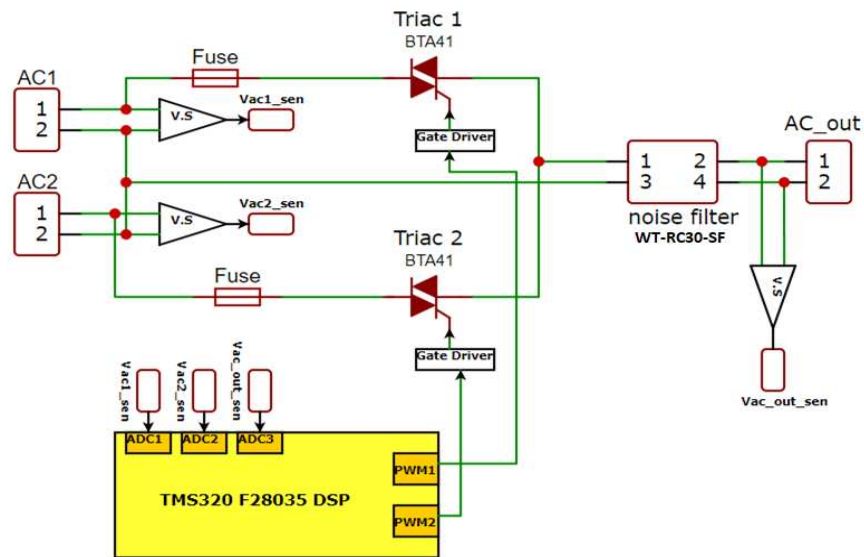 Triac 1
BTA41
Fuse
AC1
1
2
V.S
Vac1_sen
Gate Driver
AC_out
1
2
1 2
3 4
noise filter
WT-RC30-SF
AC2
1
2
V.S
Vac2_sen
Triac 2
BTA41
Fuse
V.S
Gate Driver
Vac_out_sen
Vac1_sen
Vac2_sen
Vac_out_sen
ADC1
ADC2
ADC3
PWM1
TMS320 F28035 DSP
PWM2